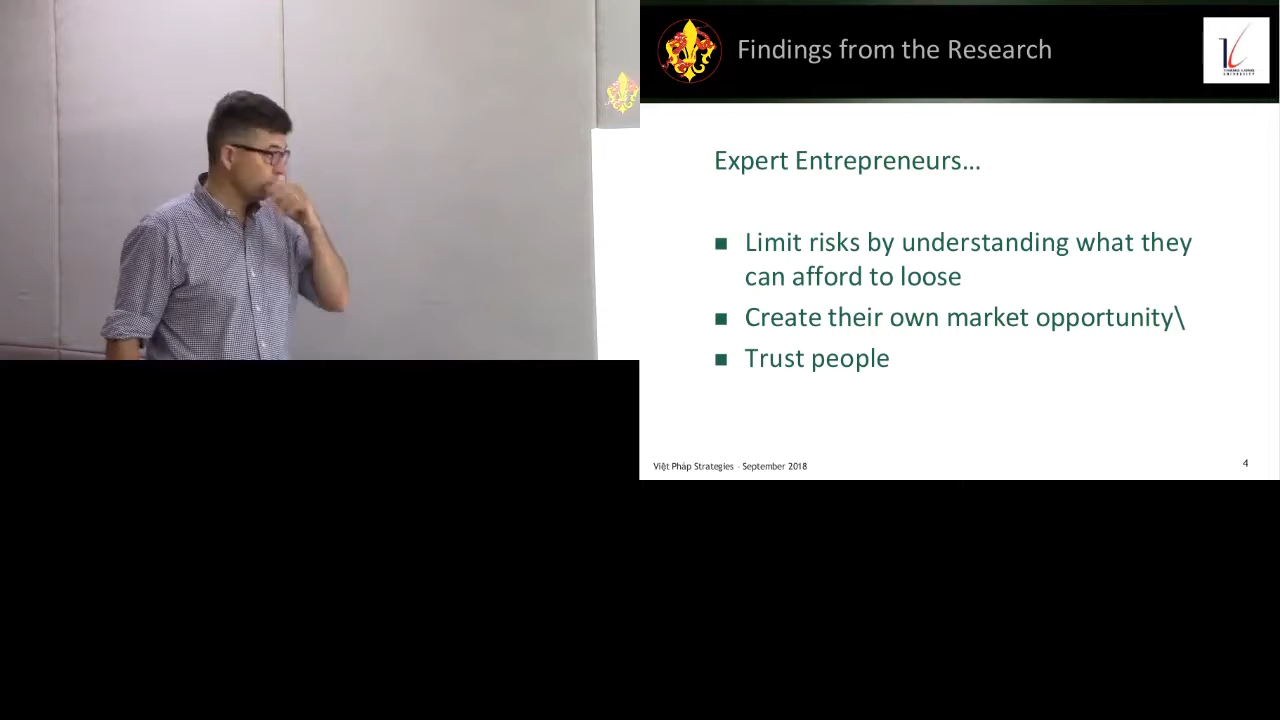 Findings from the Research
Expert Entrepreneurs...
Limit risks by understanding what they
can afford to loose
Create their own market opportunity\
Trust people
Việt Pháp Strategies - September 2018
4